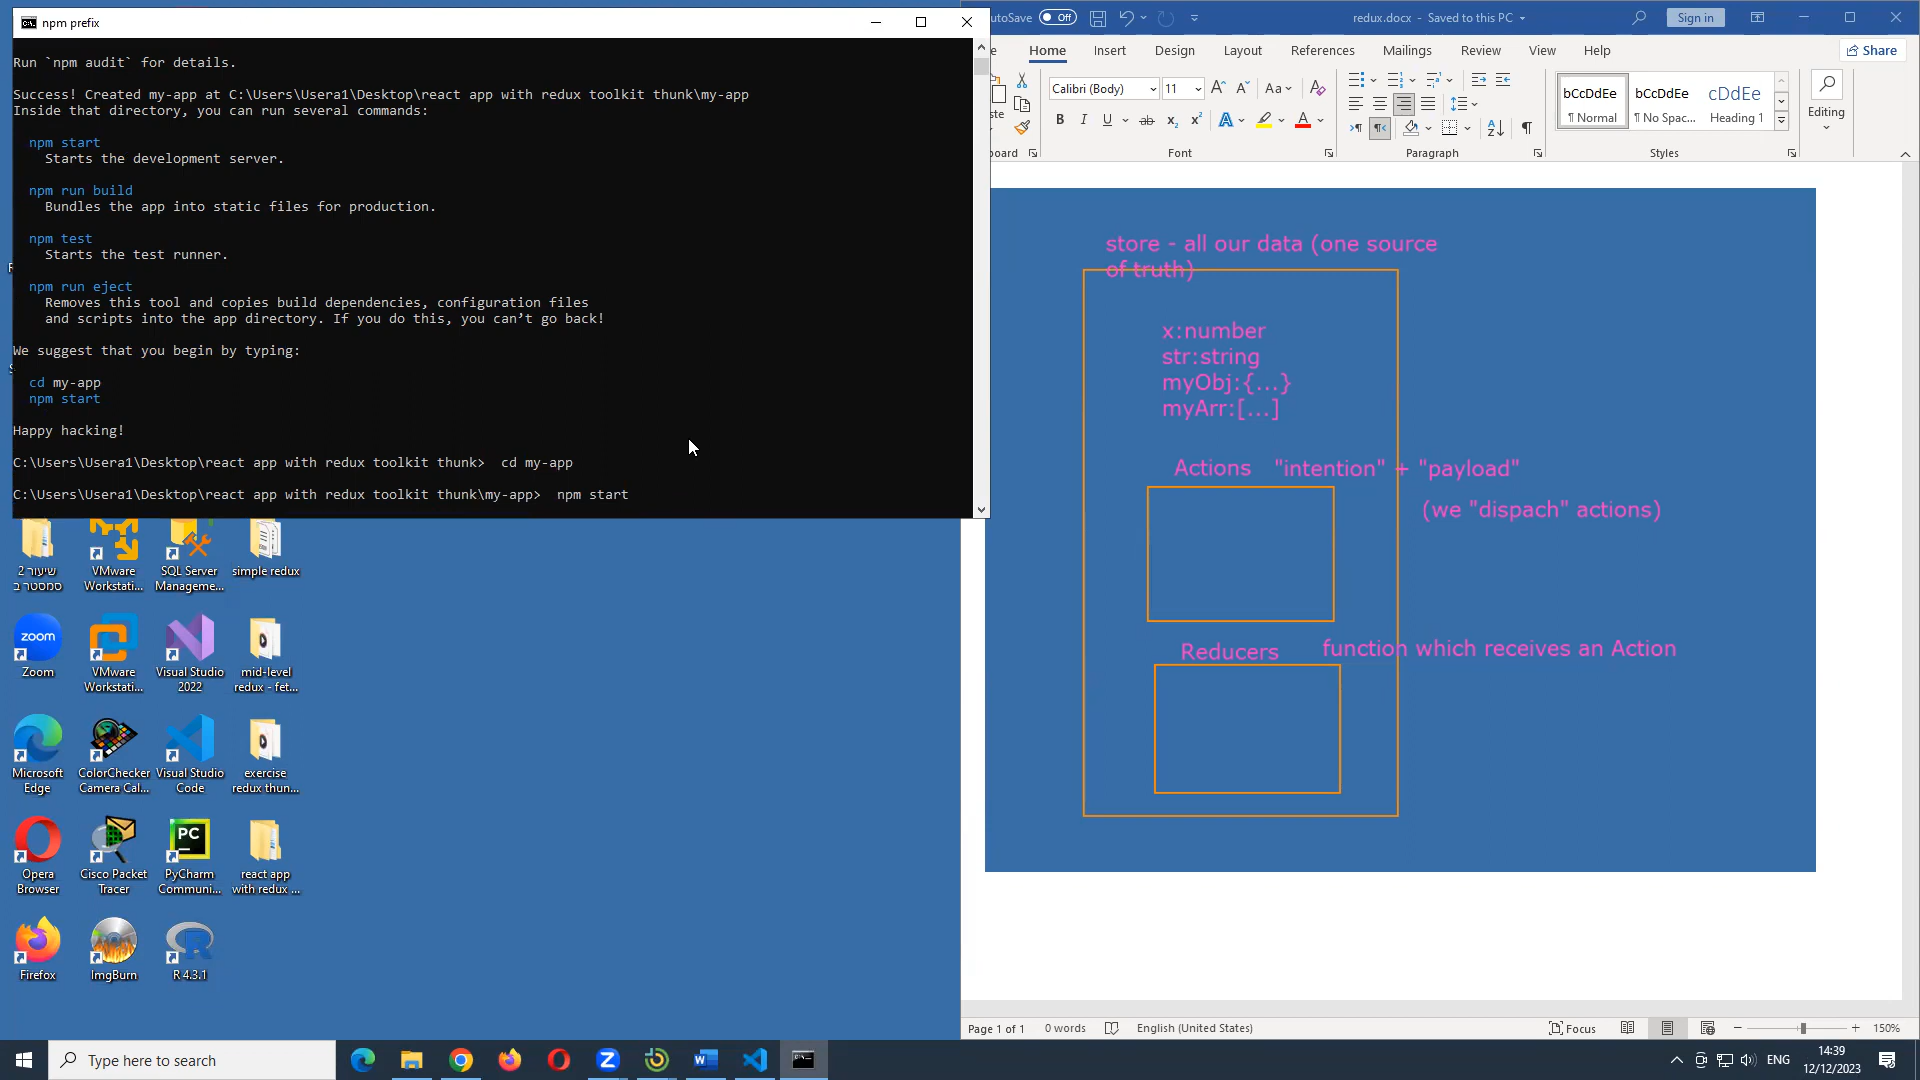 npm prefix
Run `npm audit` for details.
Success! Created my-app at C:\Users\Usera1\Desktop\react app with redux toolkit thunk\my-app
Inside that directory, you can run several commands:
npm start
Starts the development server.
npm run build
Bundles the app into static files for production.
npm test
Starts the test runner.
npm run eject
Removes this tool and copies build dependencies, configuration files
and scripts into the app directory. If you do this, you can’t go back!
We suggest that you begin by typing:
cd my-app
npm start
Happy hacking!
C:\Users\Usera1\Desktop\react app with redux toolkit thunk>  cd my-app
C:\Users\Usera1\Desktop\react app with redux toolkit thunk\my-app>  npm start
שיעור 2
סמסטר ב
VMware
Workstati...
SQL Server
Manageme...
simple redux
zoom
Zoom
VMware
Workstati...
Visual Studio
2022
mid-level
redux - fet...
Microsoft
Edge
ColorChecker
Camera Cal...
Visual Studio
Code
exercise
redux thun...
Opera
Browser
Cisco Packet
Tracer
PC
PyCharm
Communi...
react app
with redux ...
Firefox
ImgBurn
R 4.3.1
utoSave Off
redux.docx - Saved to this PC
Sign in
Home Insert Design Layout References Mailings Review View Help
Share
Calibri (Body) 11
bCcDdEe bCcDdEe cDdEe
¶ Normal ¶ No Spac... Heading 1
Editing
board Font Paragraph Styles
store - all our data (one source
of truth)
x:number
str:string
myObj:{...}
myArr:[...]
Actions "intention" + "payload"
(we "dispach" actions)
Reducers function which receives an Action
Page 1 of 1 0 words English (United States) Focus 150%
Type here to search
ENG
14:39
12/12/2023